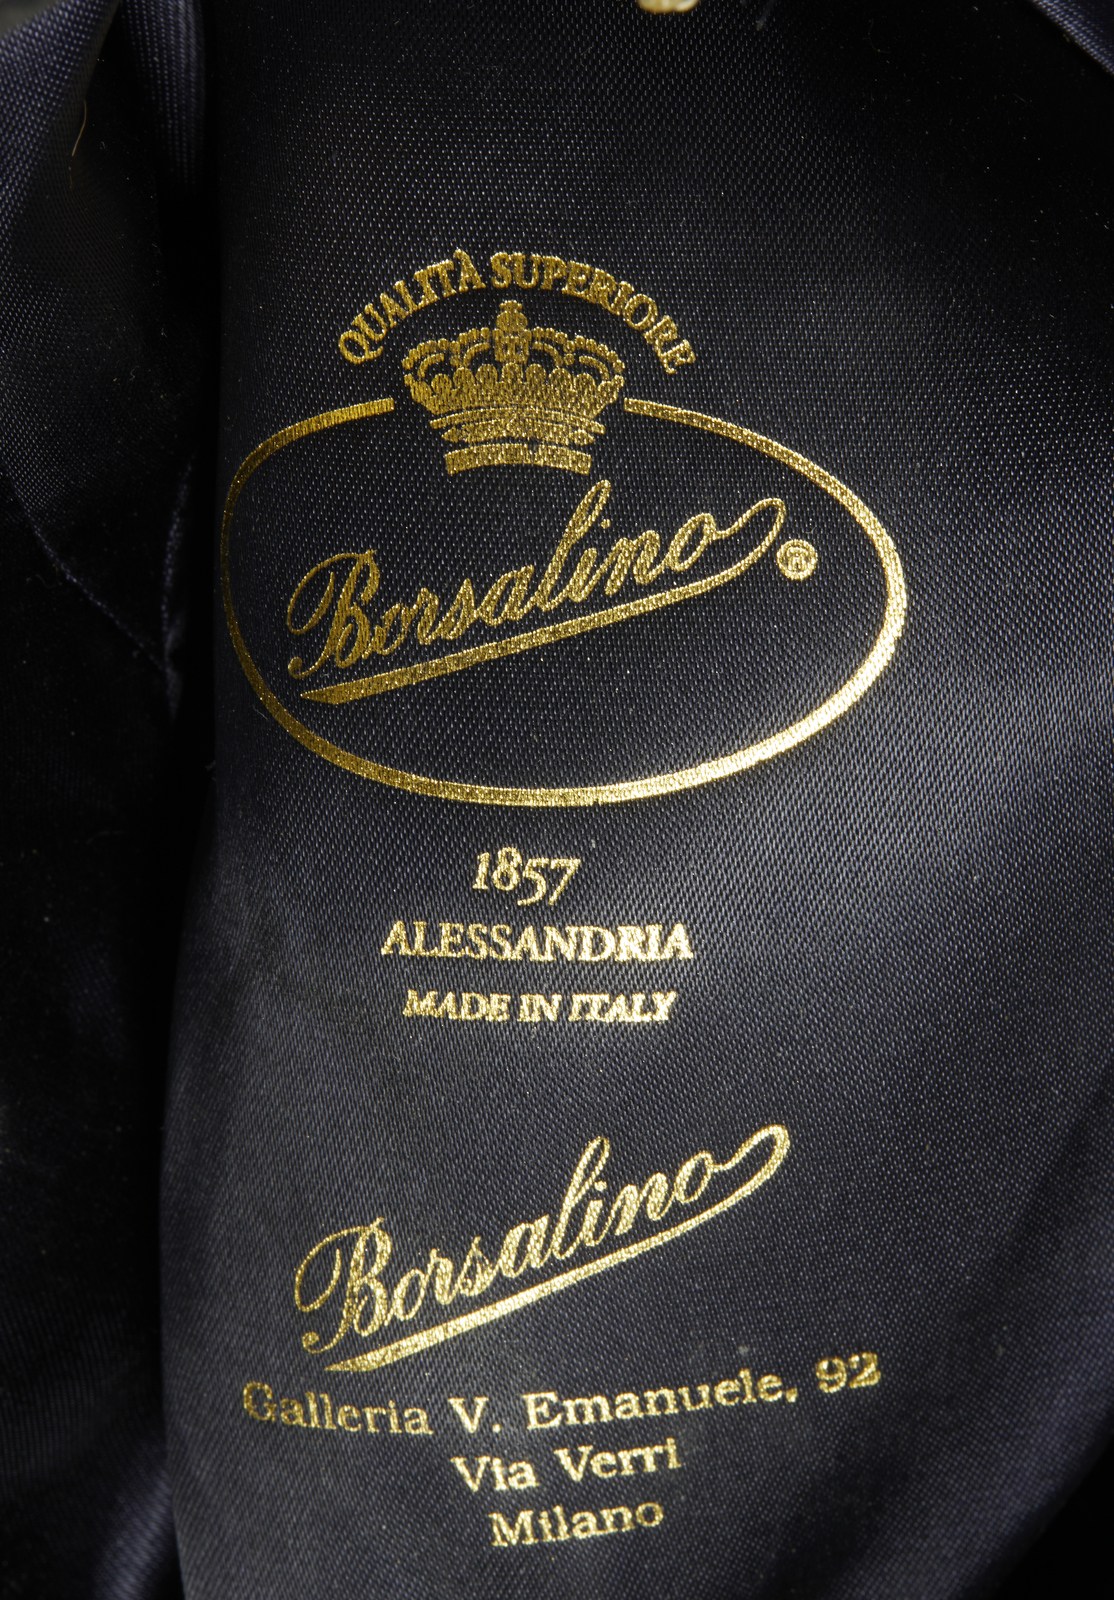 QUALITÀ SUPERIORE
Borsalino®
1857
ALESSANDRIA
MADE IN ITALY
Borsalino
Galleria V. Emanuele, 92
Via Verri
Milano